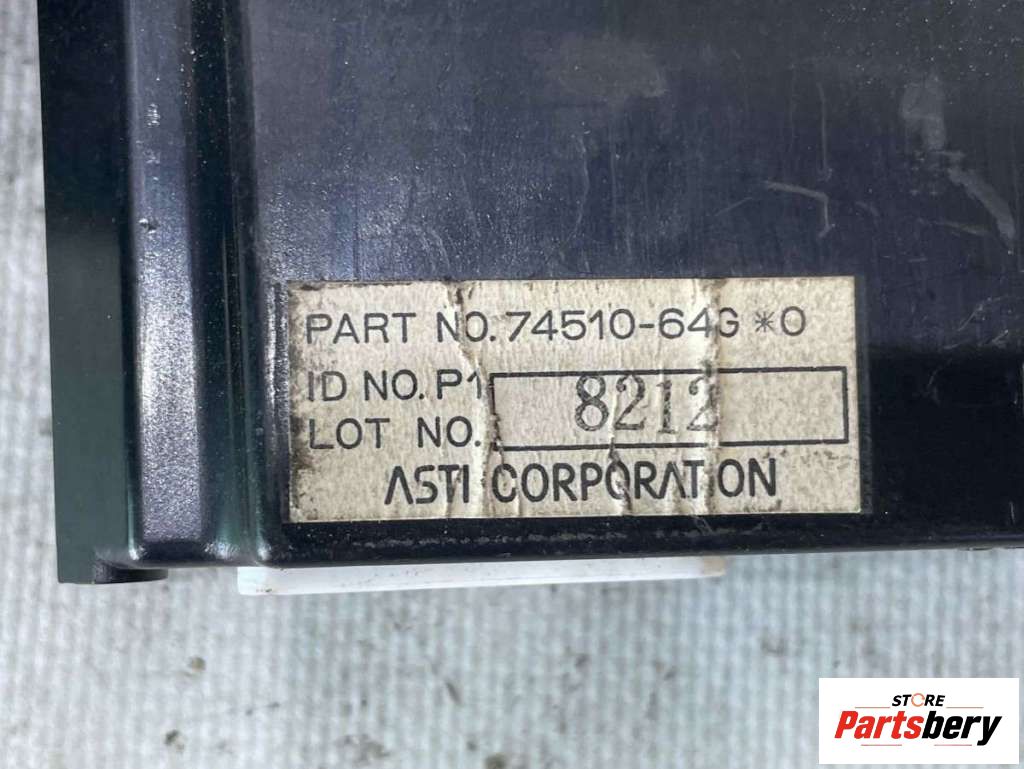 PART NO. 74510-64G*0
ID NO. P1
8212
LOT NO.
ASTI CORPORATION
STORE
Partsbery